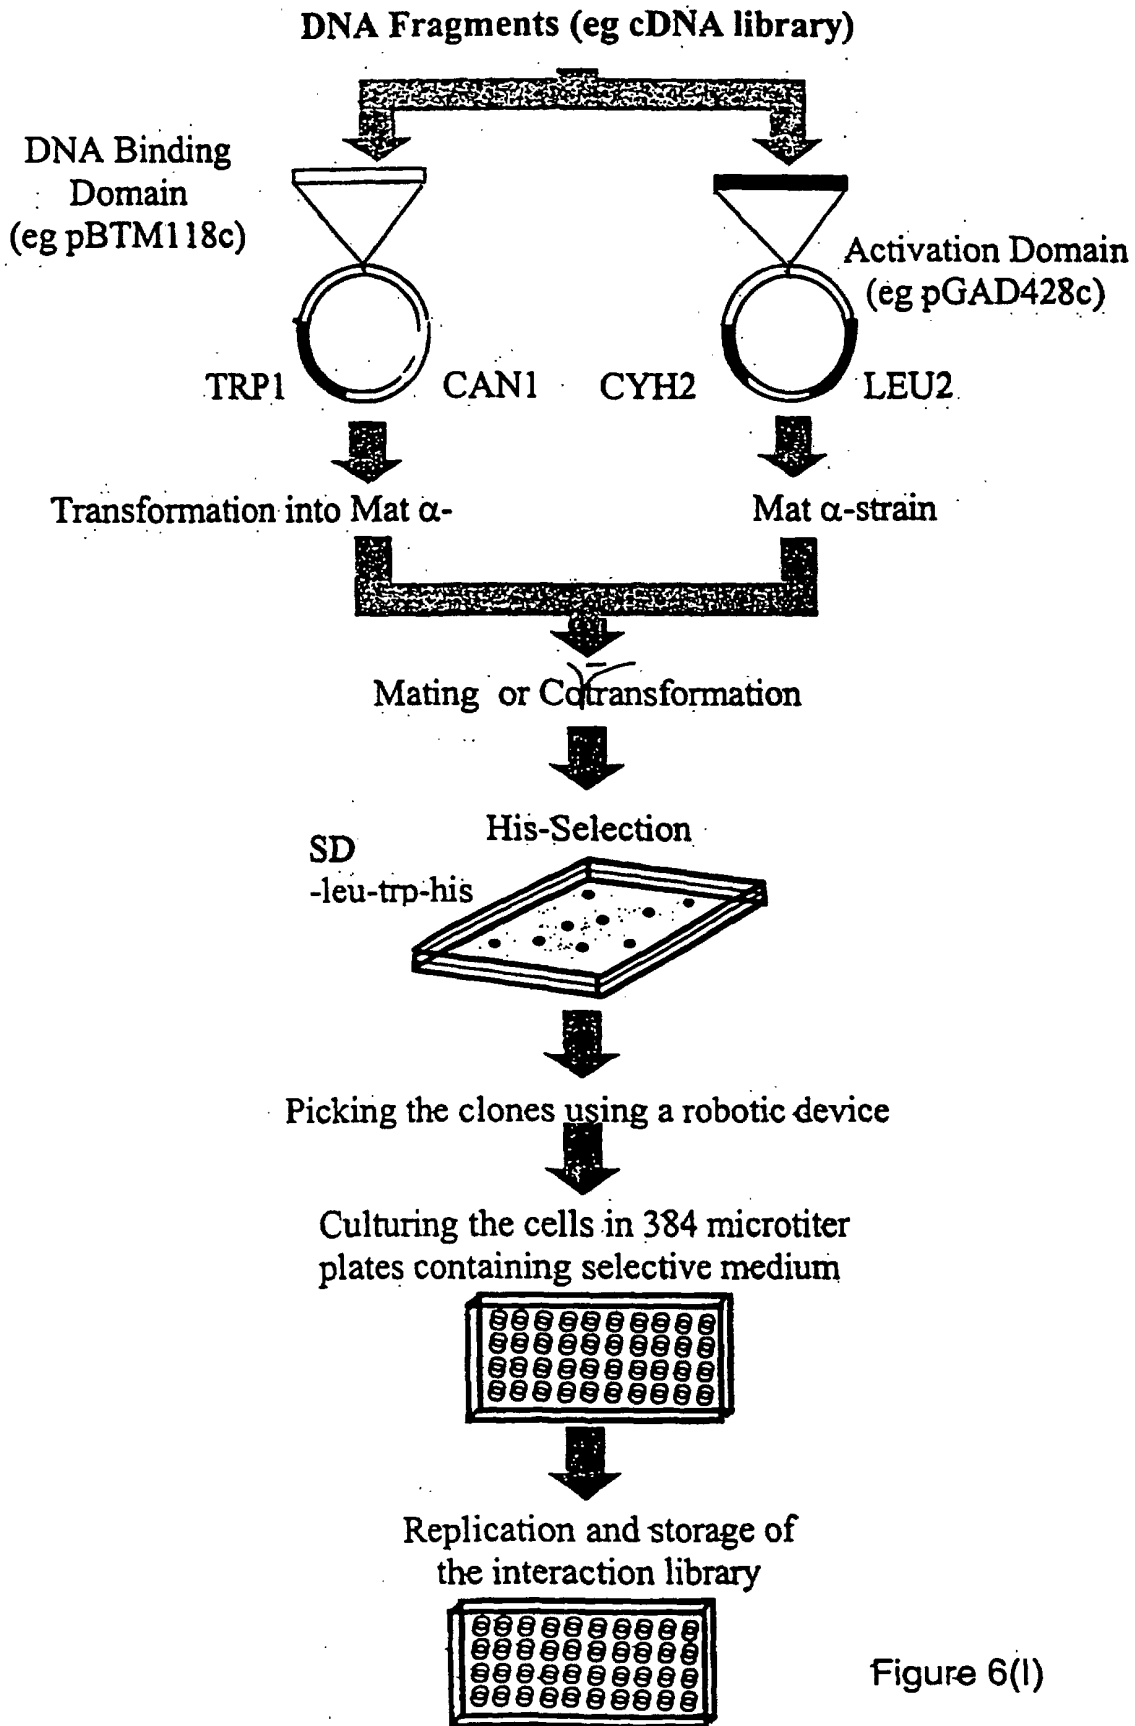 DNA Fragments (eg cDNA library)
DNA Binding
Domain
(eg pBTM118c)
Activation Domain
(eg pGAD428c)
TRP1
CAN1
CYH2
LEU2
Transformation into Mat α-
Mat α-strain
Mating or Cotransformation
His-Selection
SD
-leu-trp-his
Picking the clones using a robotic device
Culturing the cells in 384 microtiter
plates containing selective medium
Replication and storage of
the interaction library
Figure 6(I)